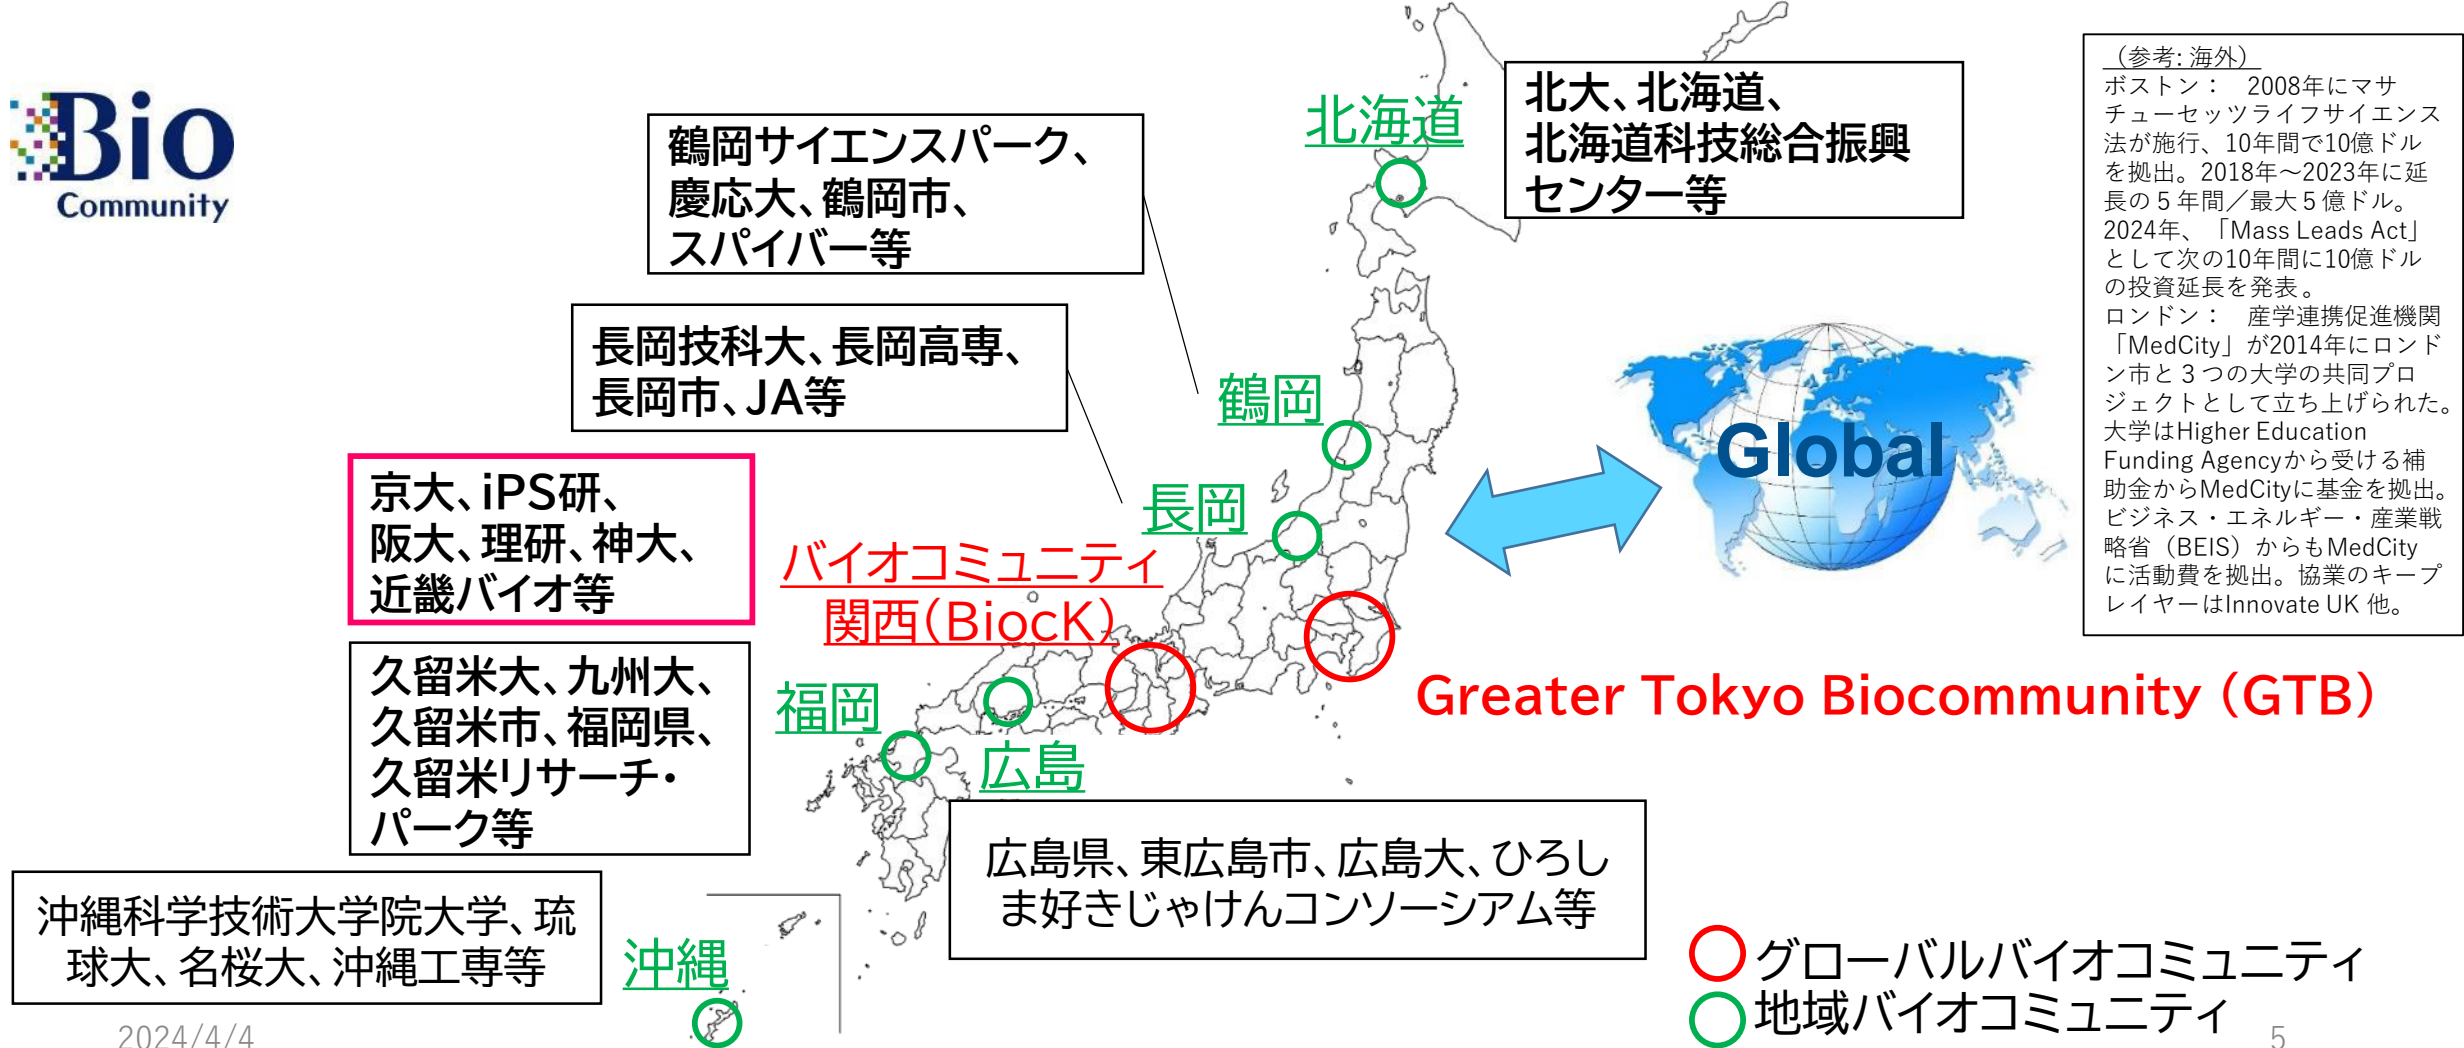 Bio
Community
鶴岡サイエンスパーク、
慶応大、鶴岡市、
スパイバー等
北海道
北大、北海道、
北海道科技総合振興
センター等
(参考: 海外)
ボストン： 2008年にマサ
チューセッツライフサイエンス
法が施行、10年間で10億ドル
を拠出。2018年～2023年に延
長の５年間／最大５億ドル。
2024年、「Mass Leads Act」
として次の10年間に10億ドル
の投資延長を発表。
ロンドン： 産学連携促進機関
「MedCity」が2014年にロンド
ン市と３つの大学の共同プロ
ジェクトとして立ち上げられた。
大学はHigher Education
Funding Agencyから受ける補
助金からMedCityに基金を拠出。
ビジネス・エネルギー・産業戦
略省（BEIS）からもMedCity
に活動費を拠出。協業のキープ
レイヤーはInnovate UK 他。
長岡技科大、長岡高専、
長岡市、JA等
鶴岡
Global
京大、iPS研、
阪大、理研、神大、
近畿バイオ等
長岡
バイオコミュニティ
関西(BiocK)
久留米大、九州大、
久留米市、福岡県、
久留米リサーチ・
パーク等
福岡
広島
Greater Tokyo Biocommunity (GTB)
広島県、東広島市、広島大、ひろし
ま好きじゃけんコンソーシアム等
沖縄科学技術大学院大学、琉
球大、名桜大、沖縄工専等
沖縄
グローバルバイオコミュニティ
地域バイオコミュニティ
2024/4/4
5